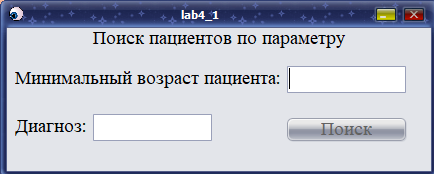 lab4_1
Поиск пациентов по параметру
Минимальный возраст пациента:
Диагноз:
Поиск